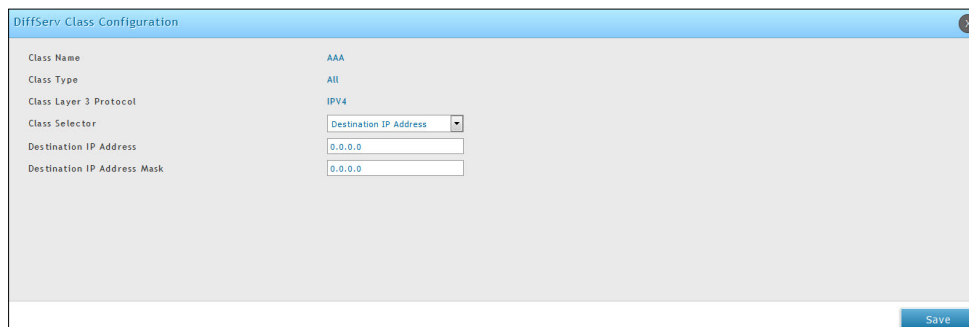 DiffServ Class Configuration
Class Name AAA
Class Type All
Class Layer 3 Protocol IPV4
Class Selector Destination IP Address
Destination IP Address 0.0.0.0
Destination IP Address Mask 0.0.0.0
Save